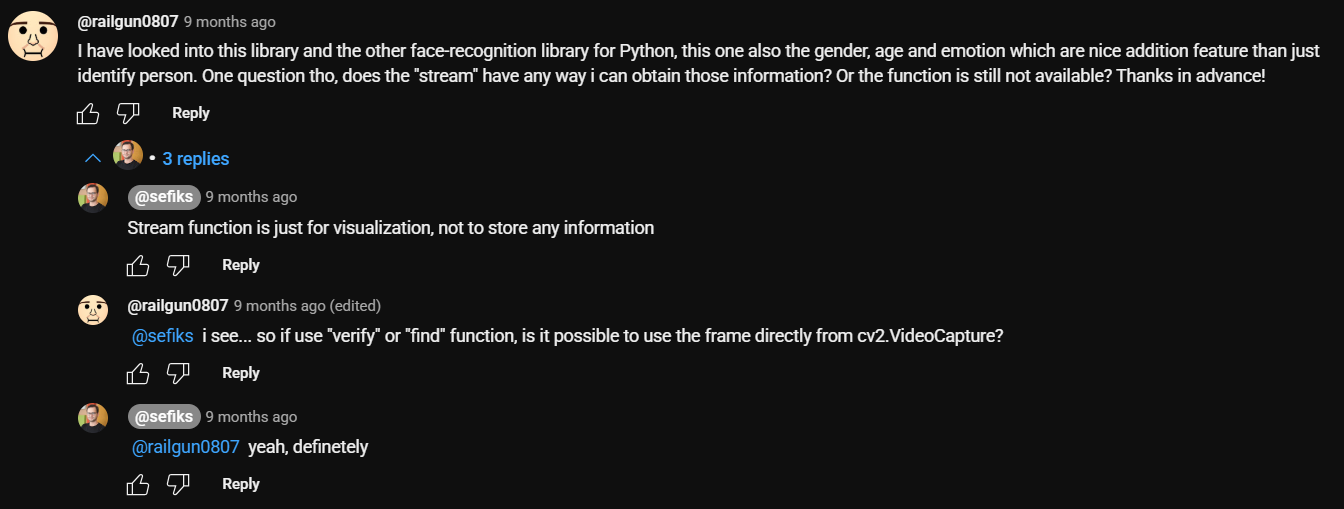 @railgun0807 9 months ago
I have looked into this library and the other face-recognition library for Python, this one also the gender, age and emotion which are nice addition feature than just
identify person. One question tho, does the "stream" have any way i can obtain those information? Or the function is still not available? Thanks in advance!
Reply
• 3 replies
@sefiks 9 months ago
Stream function is just for visualization, not to store any information
Reply
@railgun0807 9 months ago (edited)
@sefiks i see... so if use "verify" or "find" function, is it possible to use the frame directly from cv2.VideoCapture?
Reply
@sefiks 9 months ago
@railgun0807 yeah, definetely
Reply